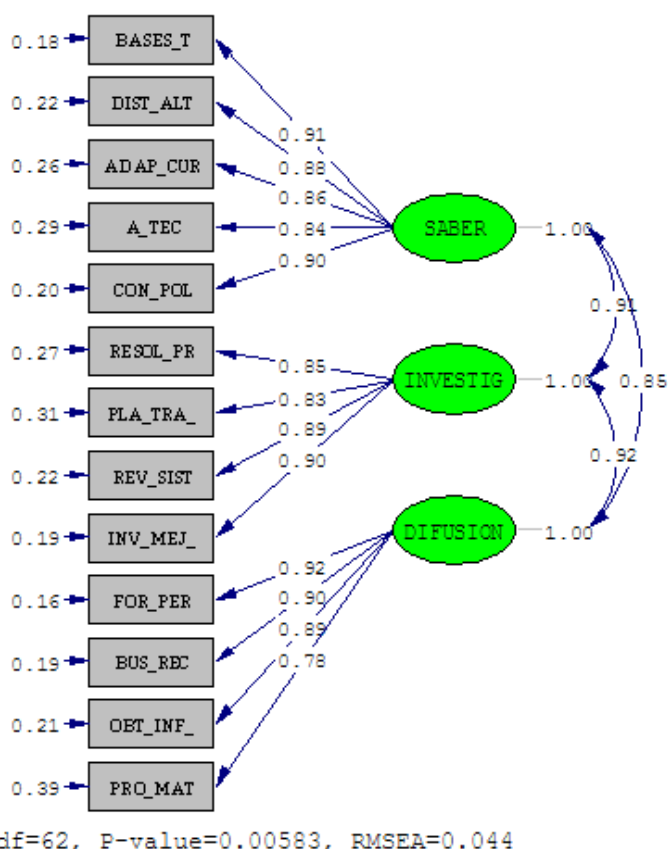 0.18 BASES_T
0.91
0.22 DIST_ALT
0.88
0.26 ADAP_CUR
0.86
0.29 A_TEC
0.84
SABER
1.00
0.20 CON_POL
0.90
0.91
0.27 RESOL_PR
0.85
INVESTIG
1.00
0.85
0.31 PLA_TRA_
0.83
0.89
0.22 REV_SIST
0.90
0.92
0.19 INV_MEJ_
DIFUSION
1.00
0.92
0.16 FOR_PER
0.90
0.89
0.19 BUS_REC
0.78
0.21 OBT_INF_
0.39 PRO_MAT
df=62, P-value=0.00583, RMSEA=0.044